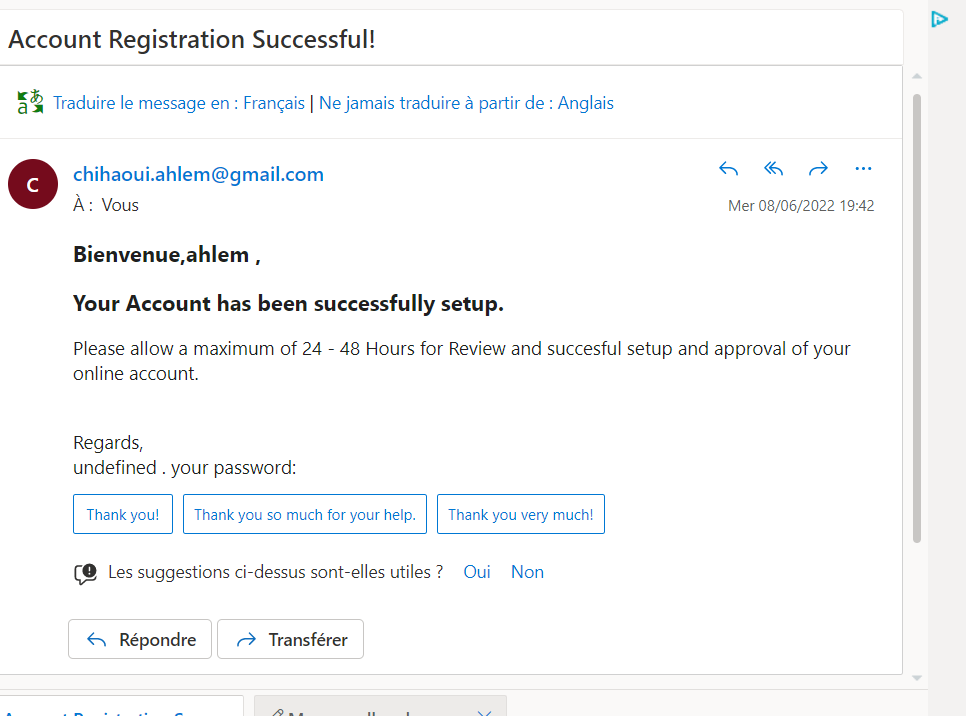 Account Registration Successful!
Traduire le message en : Français | Ne jamais traduire à partir de : Anglais
C
chihaoui.ahlem@gmail.com
À : Vous
Mer 08/06/2022 19:42
Bienvenue,ahlem ,
Your Account has been successfully setup.
Please allow a maximum of 24 - 48 Hours for Review and succesful setup and approval of your
online account.
Regards,
undefined . your password:
Thank you!
Thank you so much for your help.
Thank you very much!
Les suggestions ci-dessus sont-elles utiles ? Oui Non
Répondre
Transférer